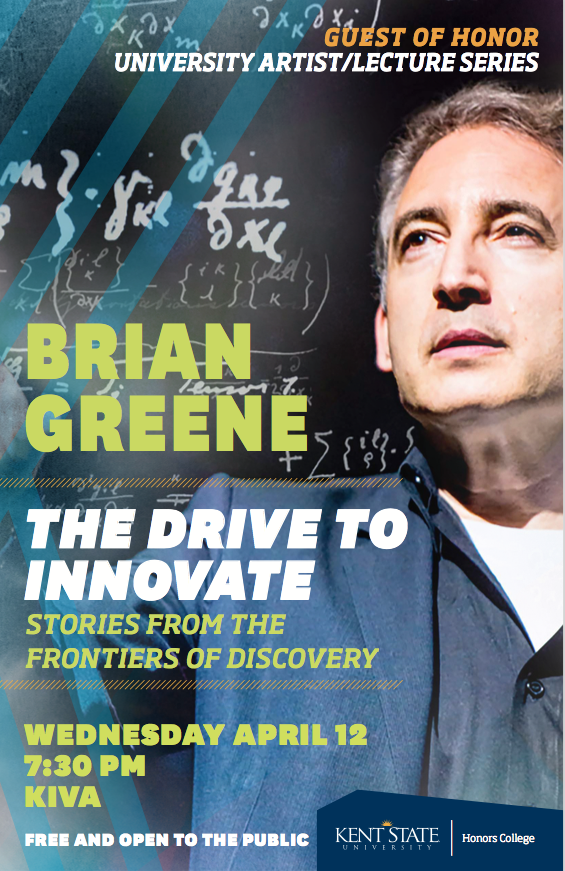 GUEST OF HONOR
UNIVERSITY ARTIST/LECTURE SERIES
BRIAN
GREENE
THE DRIVE TO
INNOVATE
STORIES FROM THE
FRONTIERS OF DISCOVERY
WEDNESDAY APRIL 12
7:30 PM
KIVA
FREE AND OPEN TO THE PUBLIC
KENT STATE
UNIVERSITY
Honors College